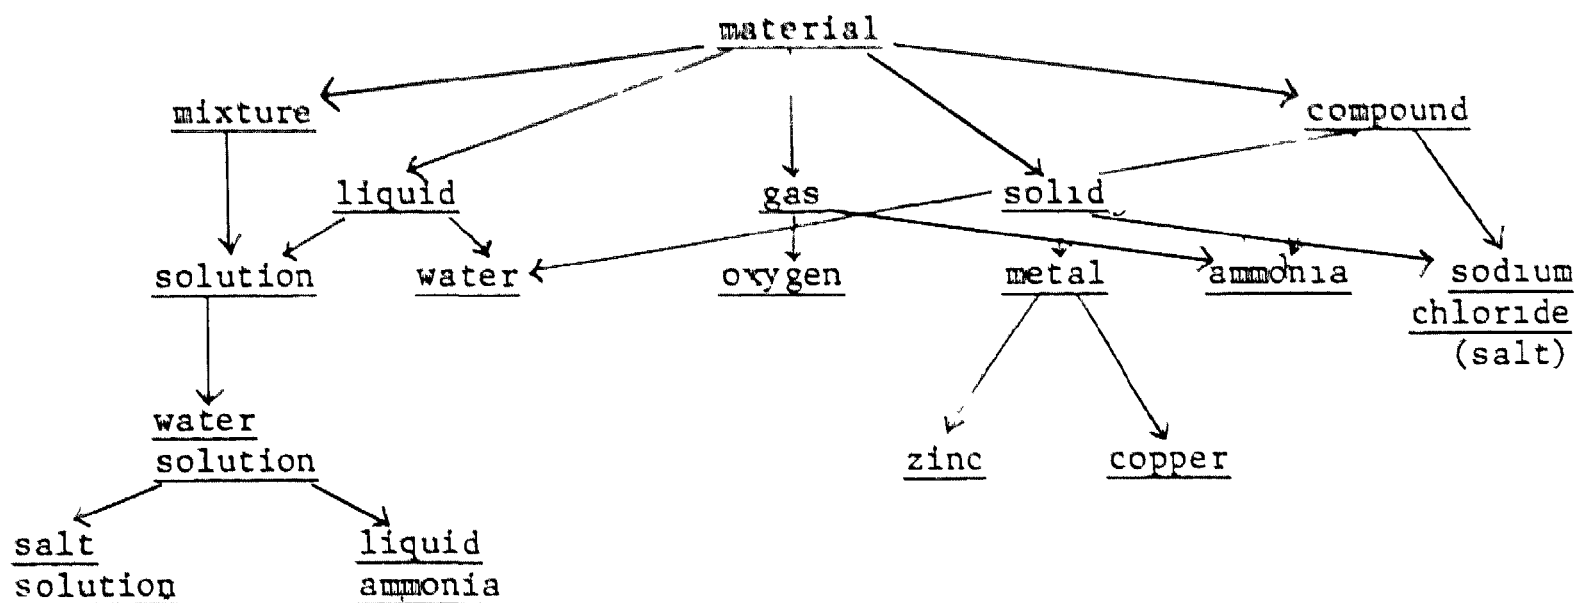 material
mixture
compound
liquid
gas
solid
solution
water
oxygen
metal
ammonia
sodium
chloride
(salt)
water
solution
zinc
copper
salt
solution
liquid
ammonia